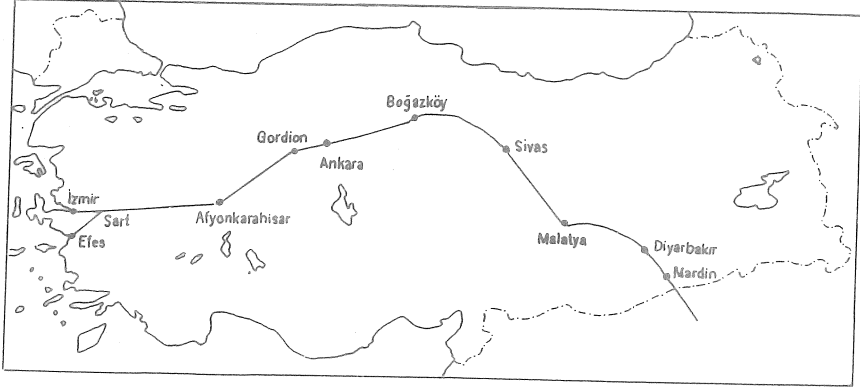 Boğazköy
Gordion
Ankara
Sivas
İzmir
Sart
Afyonkarahisar
Efes
Malatya
Diyarbakır
Mardin